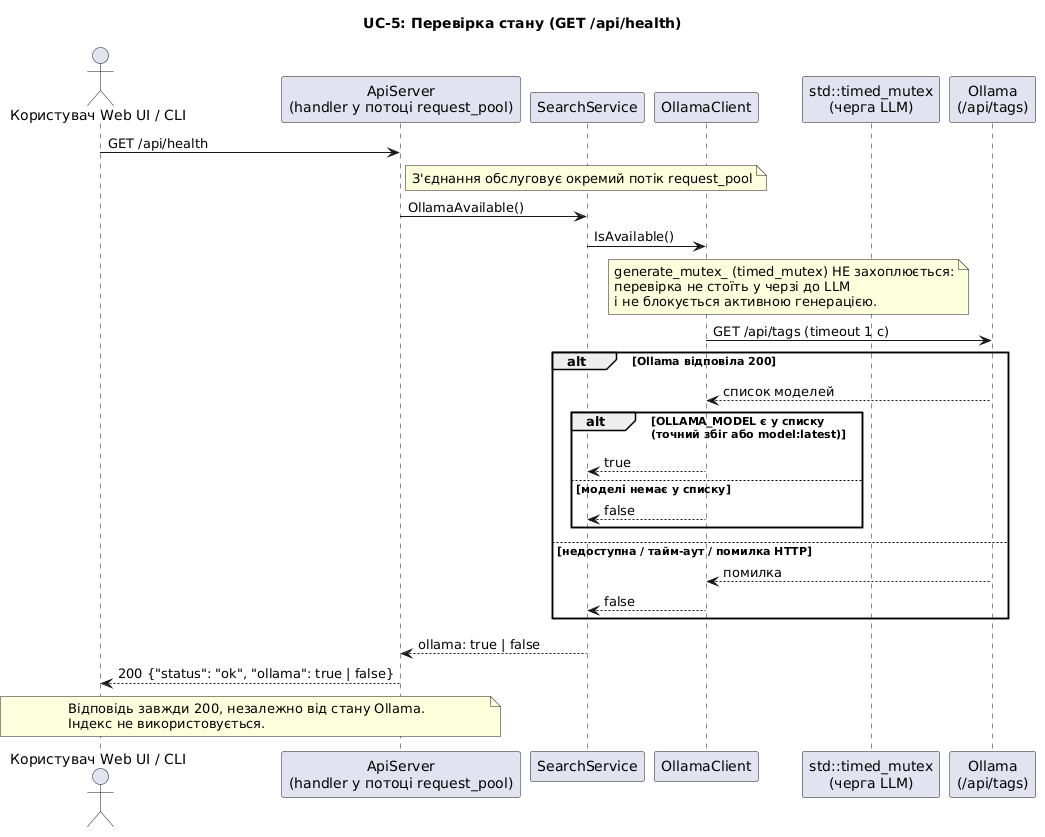 UC-5: Перевірка стану (GET /api/health)
Користувач Web UI / CLI
ApiServer
(handler у потоці request_pool)
SearchService
OllamaClient
std::timed_mutex
(черга LLM)
Ollama
(/api/tags)
GET /api/health
З'єднання обслуговує окремий потік request_pool
OllamaAvailable()
IsAvailable()
generate_mutex_ (timed_mutex) НЕ захоплюється:
перевірка не стоїть у черзі до LLM
і не блокується активною генерацією.
GET /api/tags (timeout 1 с)
alt
[Ollama відповіла 200]
список моделей
alt
[OLLAMA_MODEL є у списку
(точний збіг або model:latest)]
true
[моделі немає у списку]
false
[недоступна / тайм-аут / помилка HTTP]
помилка
false
ollama: true | false
200 {"status": "ok", "ollama": true | false}
Відповідь завжди 200, незалежно від стану Ollama.
Індекс не використовується.
Користувач Web UI / CLI
ApiServer
(handler у потоці request_pool)
SearchService
OllamaClient
std::timed_mutex
(черга LLM)
Ollama
(/api/tags)